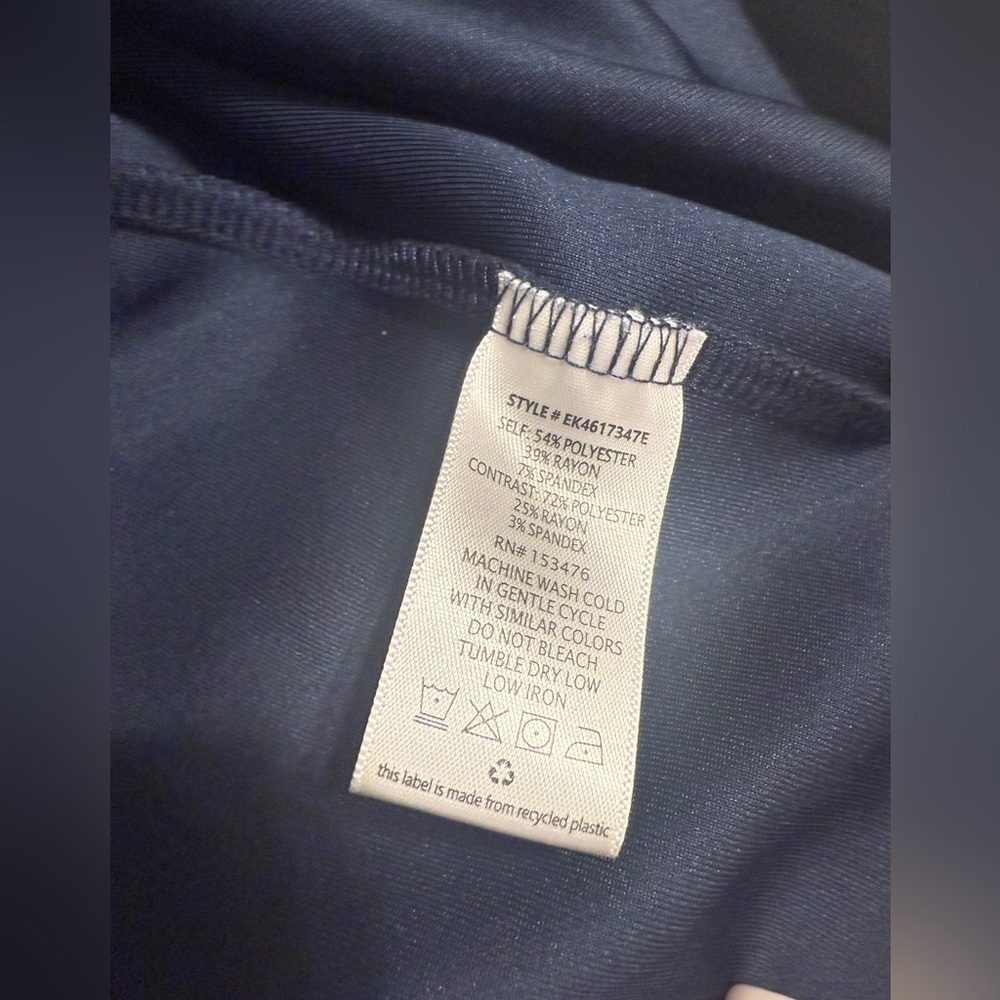 STYLE # EK4617347E
SELF: 54% POLYESTER
39% RAYON
7% SPANDEX
CONTRAST: 72% POLYESTER
25% RAYON
3% SPANDEX
RN# 153476
MACHINE WASH COLD
IN GENTLE CYCLE
WITH SIMILAR COLORS
DO NOT BLEACH
TUMBLE DRY LOW
LOW IRON
this label is made from recycled plastic